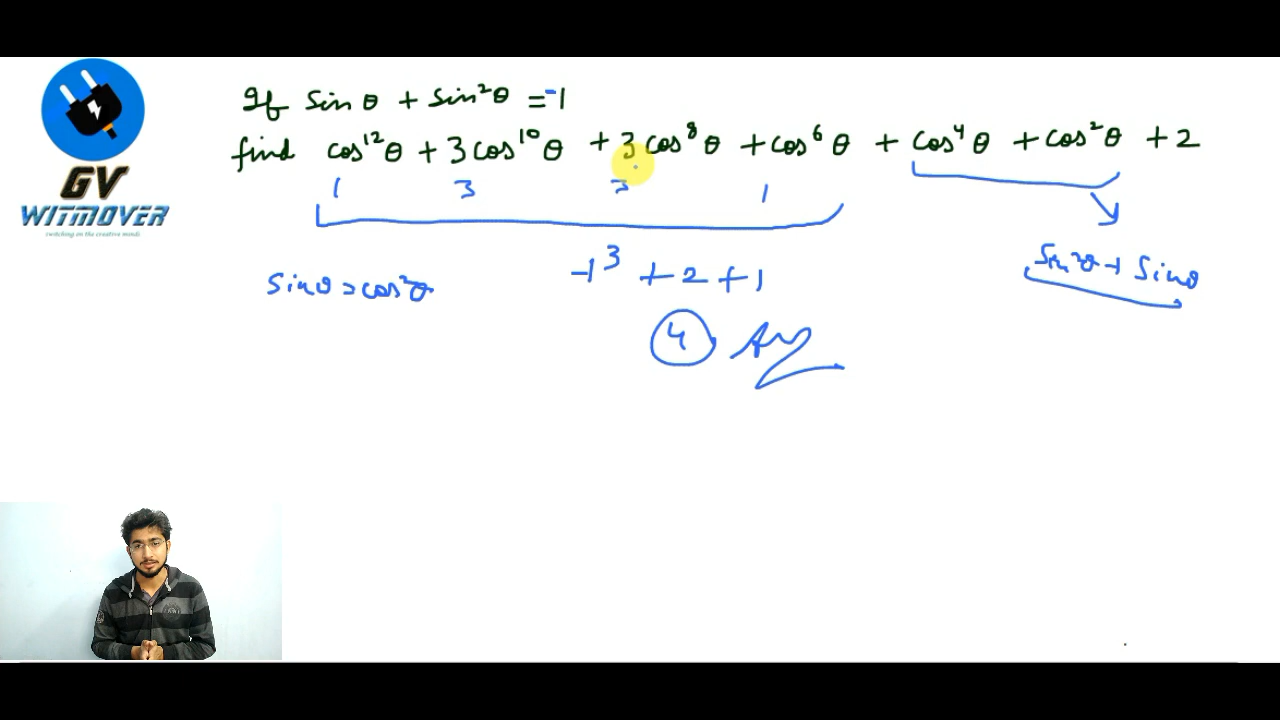 If sin θ + sin²θ = -1
find cos¹²θ + 3cos¹⁰θ + 3cos⁸θ + cos⁶θ + cos⁴θ + cos²θ + 2
1 3 3 1
GV
WITMOVER
switching on the creative minds
sinθ = cos²θ
-1³ + 2 + 1
sin²θ + sinθ
4 Ans